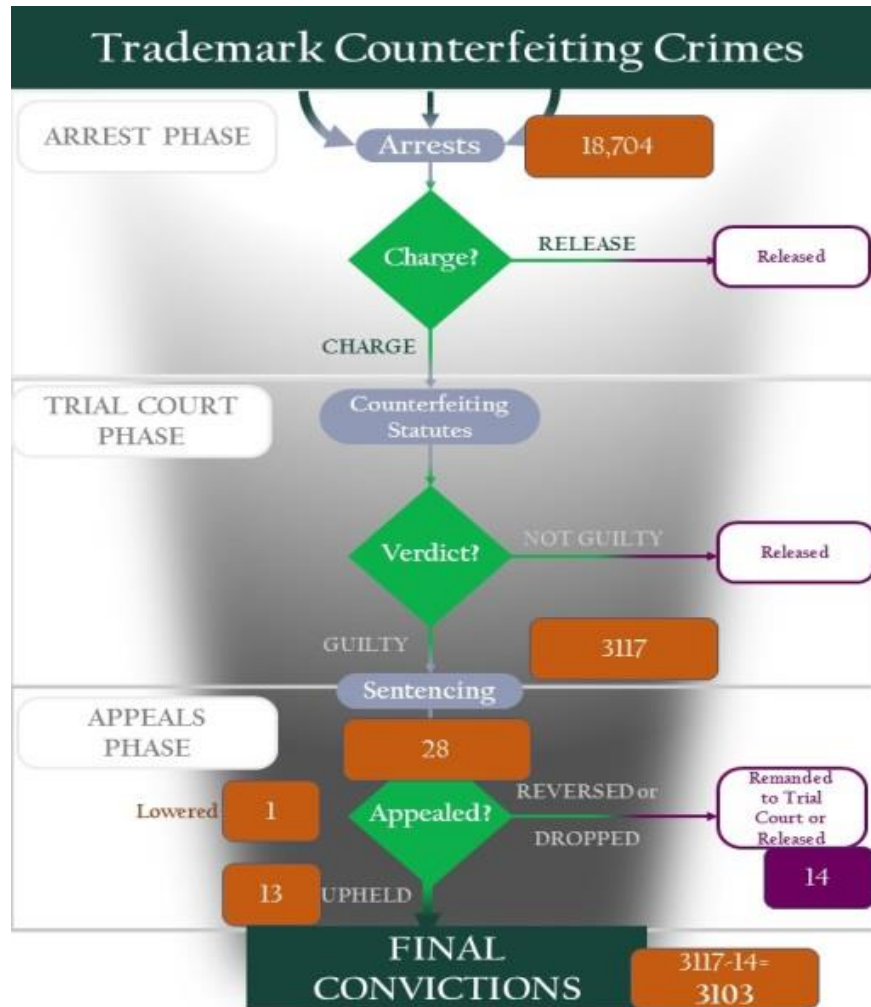 Trademark Counterfeiting Crimes
ARREST PHASE
Arrests
18,704
Charge?
RELEASE
Released
CHARGE
TRIAL COURT
PHASE
Counterfeiting
Statutes
Verdict?
NOT GUILTY
Released
GUILTY
3117
Sentencing
APPEALS
PHASE
28
Lowered
1
Appealed?
REVERSED or
DROPPED
Remanded
to Trial
Court or
Released
14
13
UPHELD
FINAL
CONVICTIONS
3117-14=
3103